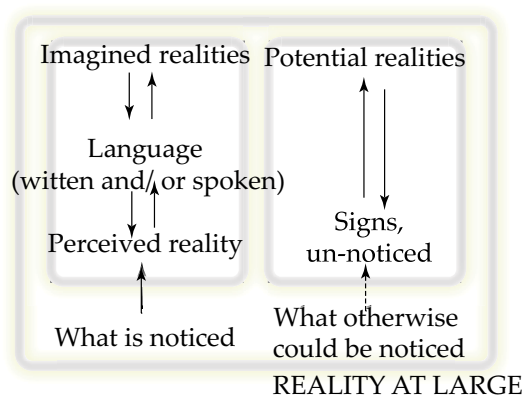 Imagined realities
Language
(witten and/ or spoken)
Perceived reality
What is noticed
Potential realities
Signs,
un-noticed
What otherwise
could be noticed
REALITY AT LARGE